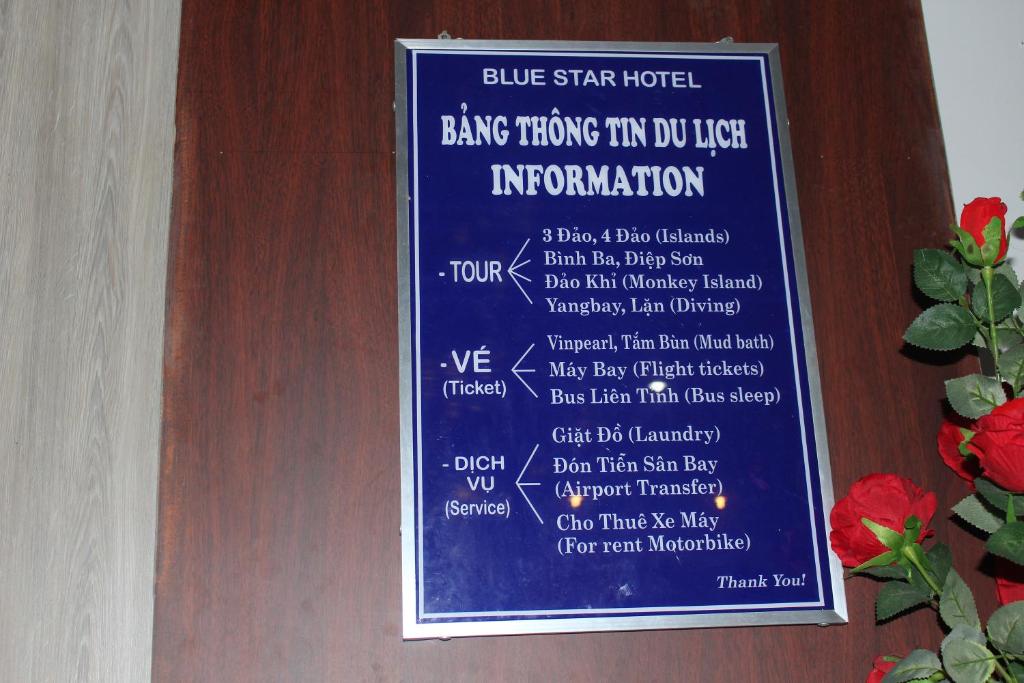 BLUE STAR HOTEL
BẢNG THÔNG TIN DU LỊCH
INFORMATION
- TOUR
3 Đảo, 4 Đảo (Islands)
Bình Ba, Điệp Sơn
Đảo Khỉ (Monkey Island)
Yangbay, Lặn (Diving)
- VÉ
(Ticket)
Vinpearl, Tắm Bùn (Mud bath)
Máy Bay (Flight tickets)
Bus Liên Tỉnh (Bus sleep)
- DỊCH
VỤ
(Service)
Giặt Đồ (Laundry)
Đón Tiễn Sân Bay
(Airport Transfer)
Cho Thuê Xe Máy
(For rent Motorbike)
Thank You!